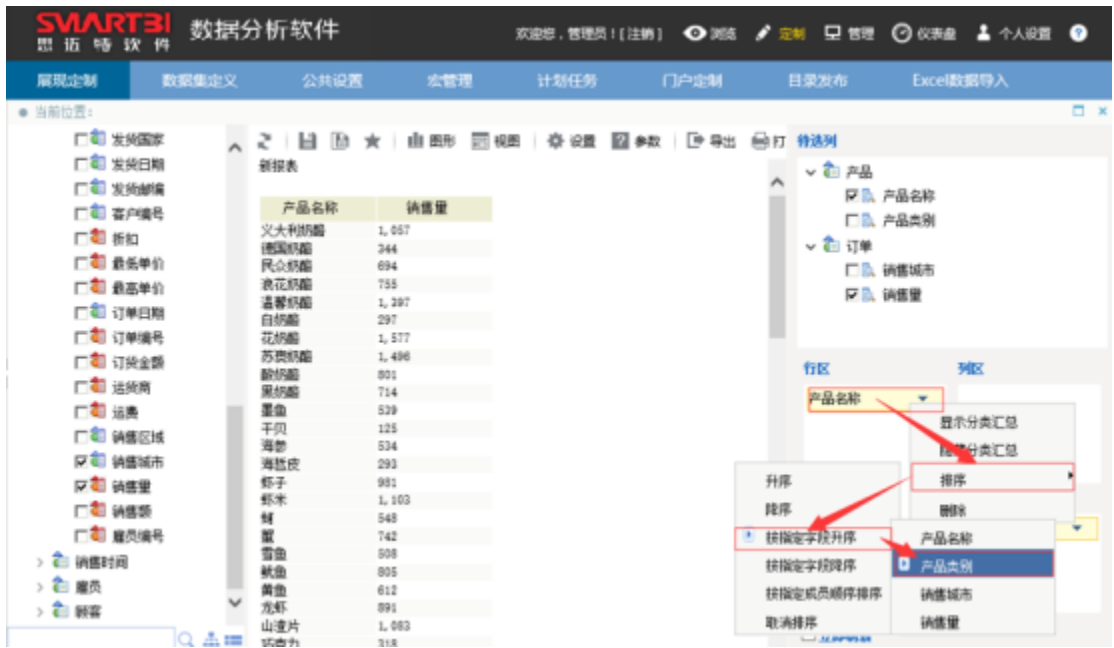 SMARTBI
思迈特软件
数据分析软件
欢迎您，管理员！[注销]
浏览
定制
管理
仪表盘
个人设置
展现定制
数据集定义
公共设置
宏管理
计划任务
门户定制
目录发布
Excel数据导入
当前位置：
发货国家
发货日期
发货邮编
客户编号
折扣
最低单价
最高单价
订单日期
订单编号
订货金额
运货商
运费
销售区域
销售城市
销售量
销售额
雇员编号
销售时间
雇员
顾客
图形
视图
设置
参数
导出
打
新报表
产品名称 销售量
义大利奶酪 1,057
德国奶酪 344
民众奶酪 694
浪花奶酪 755
温馨奶酪 1,397
白奶酪 297
花奶酪 1,577
苏澳奶酪 1,496
酸奶酪 801
黑奶酪 714
墨鱼 539
干贝 125
海参 534
海哲皮 293
虾子 981
虾米 1,103
蚵 548
蟹 742
雪鱼 508
鱿鱼 805
黄鱼 612
龙虾 891
山渣片 1,083
巧克力 318
待选列
产品
产品名称
产品类别
订单
销售城市
销售量
行区
列区
产品名称
显示分类汇总
隐藏分类汇总
排序
删除
升序
降序
按指定字段升序
按指定字段降序
按指定成员顺序排序
取消排序
产品名称
产品类别
销售城市
销售量